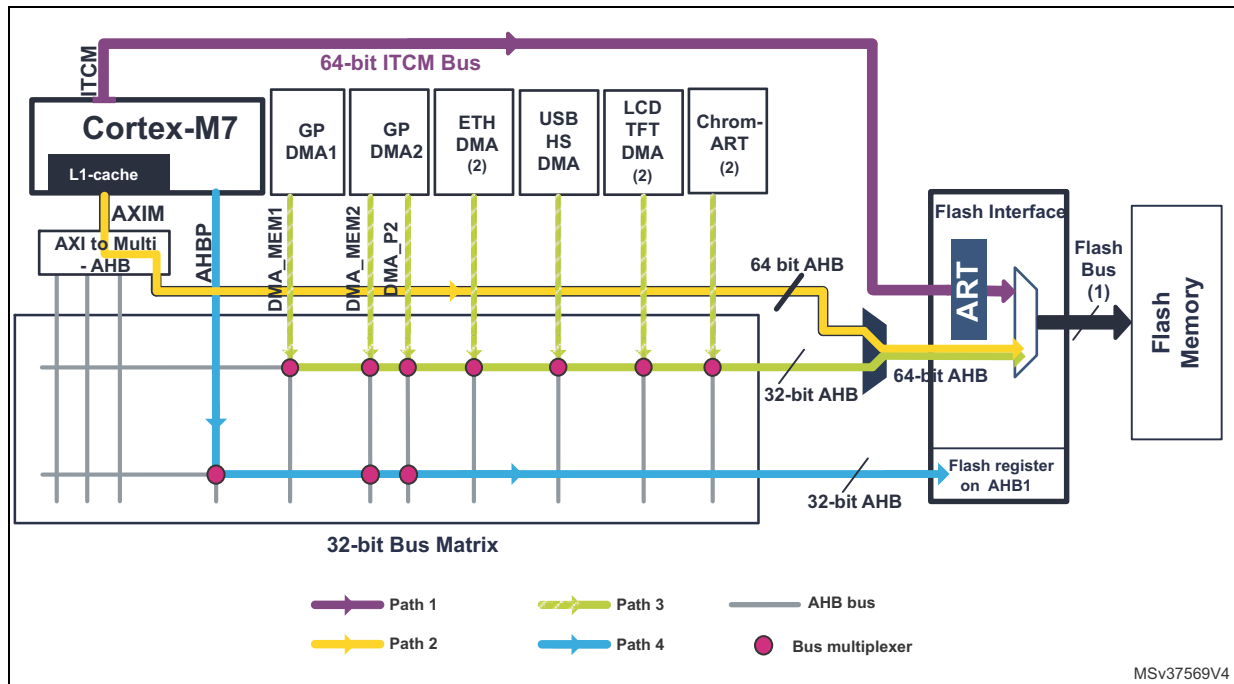 ITCM
64-bit ITCM Bus
Cortex-M7
L1-cache
GP
DMA1
GP
DMA2
ETH
DMA
(2)
USB
HS
DMA
LCD
TFT
DMA
(2)
Chrom-
ART
(2)
AXIM
AXI to Multi
- AHB
AHBP
DMA_MEM1
DMA_MEM2
DMA_P2
64 bit AHB
32-bit AHB
64-bit AHB
Flash Interface
ART
Flash
Bus
(1)
Flash
Memory
Flash register
on AHB1
32-bit AHB
32-bit Bus Matrix
Path 1
Path 3
AHB bus
Path 2
Path 4
Bus multiplexer
MSv37569V4